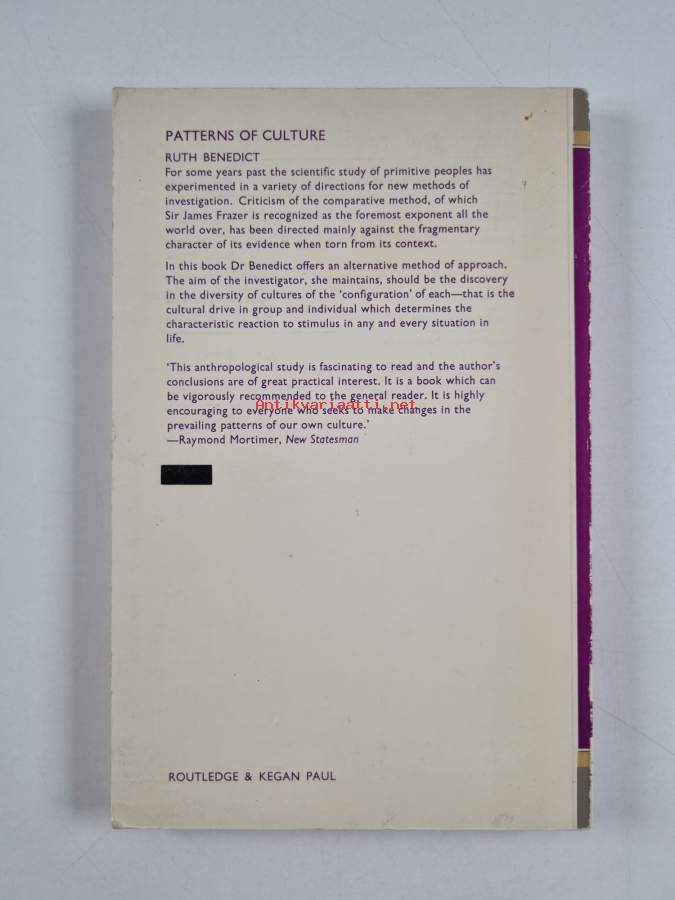 PATTERNS OF CULTURE
RUTH BENEDICT
For some years past the scientific study of primitive peoples has
experimented in a variety of directions for new methods of
investigation. Criticism of the comparative method, of which
Sir James Frazer is recognized as the foremost exponent all the
world over, has been directed mainly against the fragmentary
character of its evidence when torn from its context.
In this book Dr Benedict offers an alternative method of approach.
The aim of the investigator, she maintains, should be the discovery
in the diversity of cultures of the ‘configuration’ of each—that is the
cultural drive in group and individual which determines the
characteristic reaction to stimulus in any and every situation in
life.
‘This anthropological study is fascinating to read and the author’s
conclusions are of great practical interest. It is a book which can
be vigorously recommended to the general reader. It is highly
Antikvariaatti.net
encouraging to everyone who seeks to make changes in the
prevailing patterns of our own culture.’
—Raymond Mortimer, New Statesman
ROUTLEDGE & KEGAN PAUL